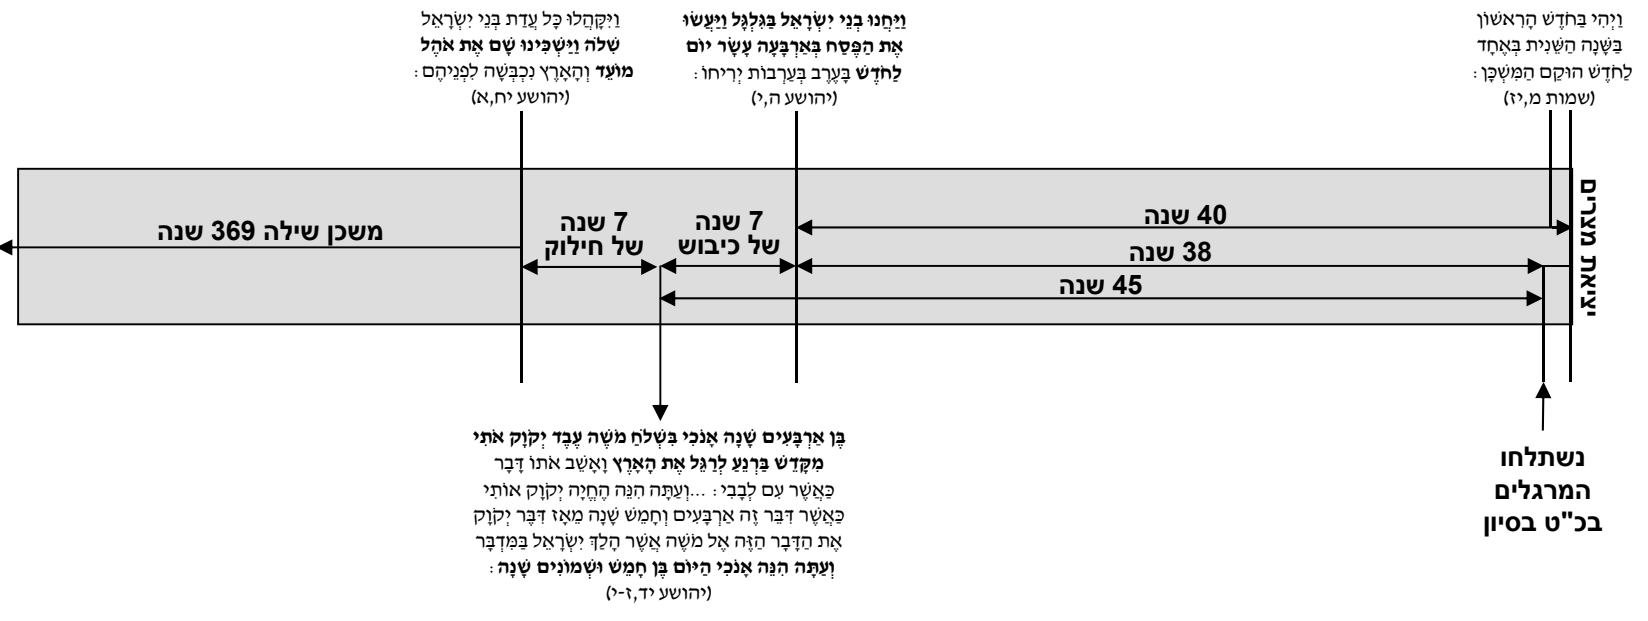 וַיְהִי בַּחֹדֶשׁ הָרִאשׁוֹן
בַּשָּׁנָה הַשֵּׁנִית בְּאֶחָד
לַחֹדֶשׁ הוּקַם הַמִּשְׁכָּן:
(שמות מ,יז)
וַיַּחֲנוּ בְנֵי יִשְׂרָאֵל בַּגִּלְגָּל וַיַּעֲשׂוּ
אֶת הַפֶּסַח בְּאַרְבָּעָה עָשָׂר יוֹם
לַחֹדֶשׁ בָּעֶרֶב בְּעַרְבוֹת יְרִיחוֹ:
(יהושע ה,י)
וַיִּקָּהֲלוּ כָּל עֲדַת בְּנֵי יִשְׂרָאֵל
שִׁלֹה וַיַּשְׁכִּינוּ שָׁם אֶת אֹהֶל
מוֹעֵד וְהָאָרֶץ נִכְבְּשָׁה לִפְנֵיהֶם:
(יהושע יח,א)
יציאת מצרים
40 שנה
38 שנה
45 שנה
7 שנה
של כיבוש
7 שנה
של חילוק
משכן שילה 369 שנה
נשתלחו
המרגלים
בכ"ט בסיון
בֶּן אַרְבָּעִים שָׁנָה אָנֹכִי בִּשְׁלֹחַ מֹשֶׁה עֶבֶד יְקֹוָק אֹתִי
מִקָּדֵשׁ בַּרְנֵעַ לְרַגֵּל אֶת הָאָרֶץ וָאָשֵׁב אֹתוֹ דָּבָר
כַּאֲשֶׁר עִם לְבָבִי: ...וְעַתָּה הִנֵּה הֶחֱיָה יְקֹוָק אוֹתִי
כַּאֲשֶׁר דִּבֵּר זֶה אַרְבָּעִים וְחָמֵשׁ שָׁנָה מֵאָז דִּבֶּר יְקֹוָק
אֶת הַדָּבָר הַזֶּה אֶל מֹשֶׁה אֲשֶׁר הָלַךְ יִשְׂרָאֵל בַּמִּדְבָּר
וְעַתָּה הִנֵּה אָנֹכִי הַיּוֹם בֶּן חָמֵשׁ וּשְׁמוֹנִים שָׁנָה:
(יהושע יד,ז-י)